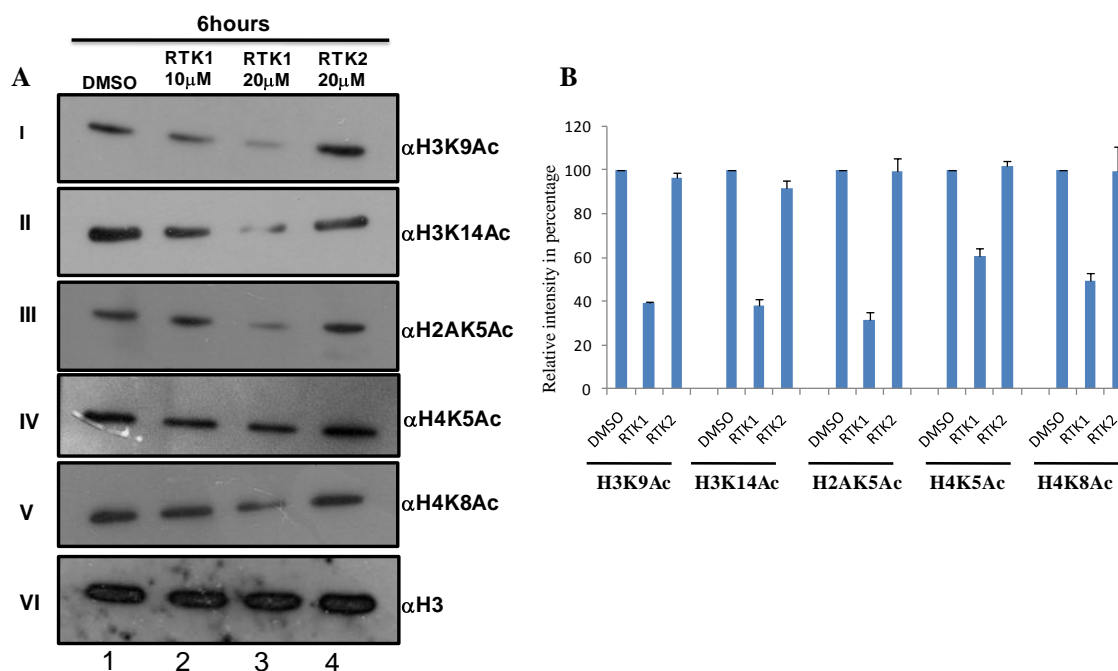 6hours
A
DMSO
RTK1 10μM
RTK1 20μM
RTK2 20μM
I
αH3K9Ac
II
αH3K14Ac
III
αH2AK5Ac
IV
αH4K5Ac
V
αH4K8Ac
VI
αH3
1 2 3 4
B
Relative intensity in percentage
120
100
80
60
40
20
0
DMSO RTK1 RTK2 DMSO RTK1 RTK2 DMSO RTK1 RTK2 DMSO RTK1 RTK2 DMSO RTK1 RTK2
H3K9Ac H3K14Ac H2AK5Ac H4K5Ac H4K8Ac